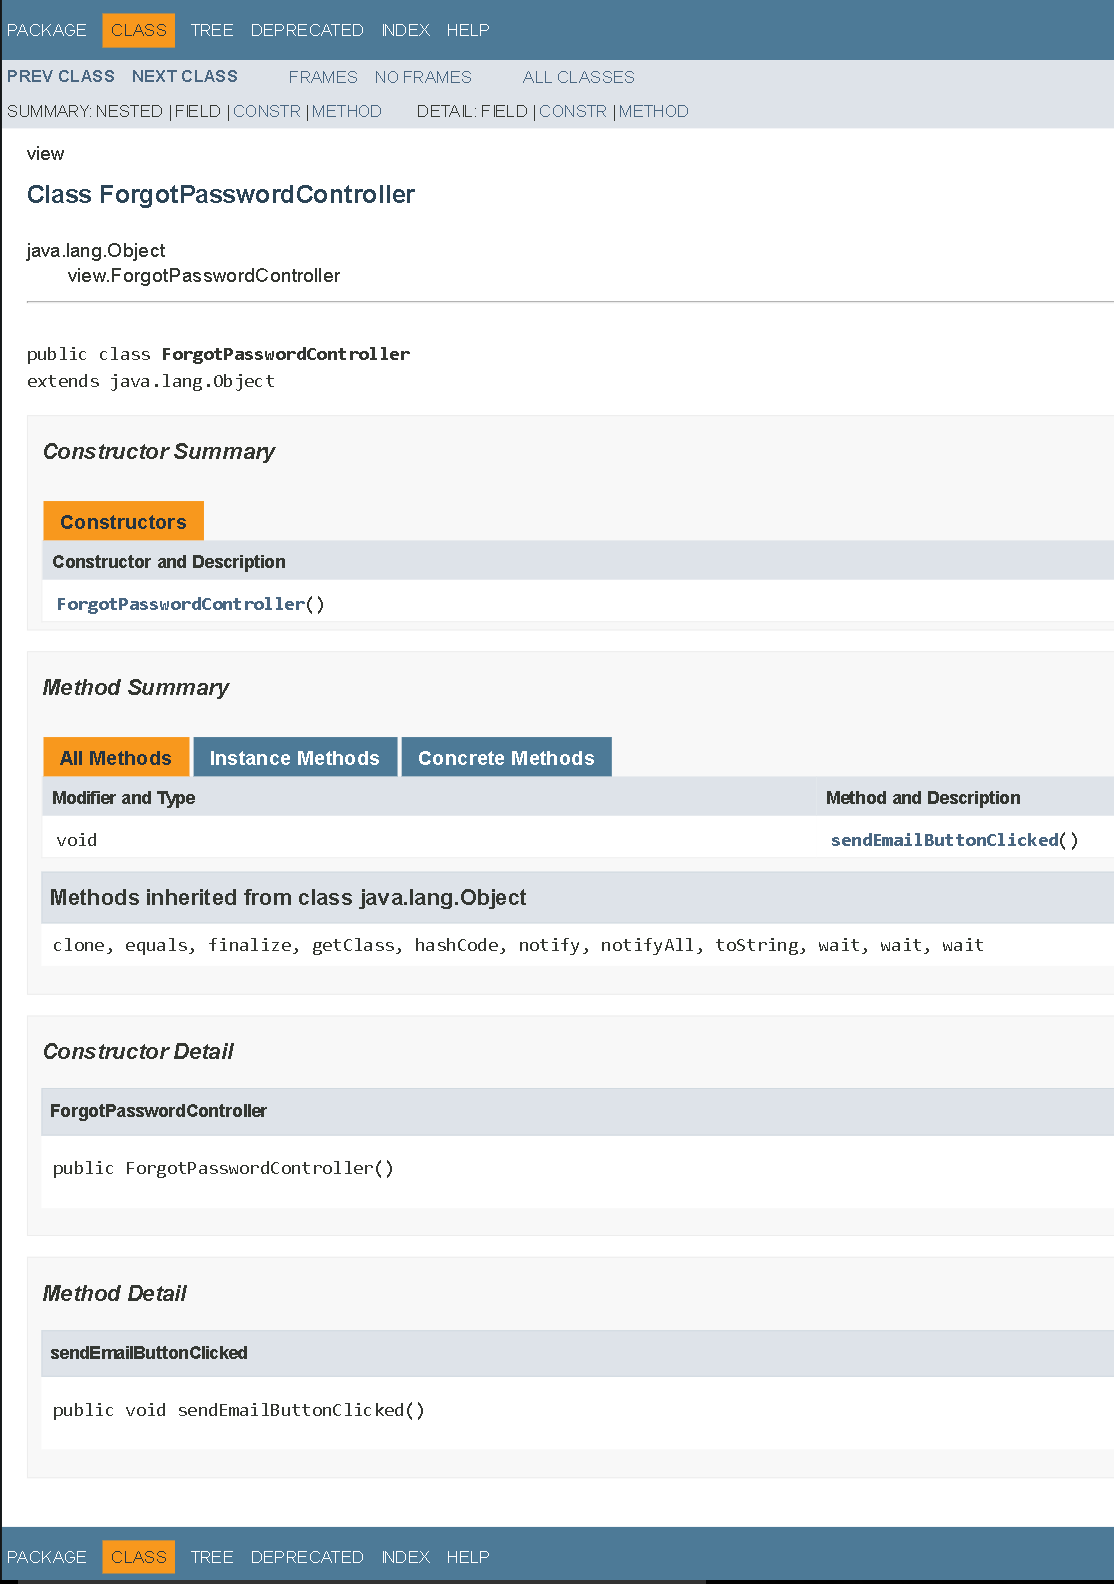 PACKAGE CLASS TREE DEPRECATED INDEX HELP
PREV CLASS NEXT CLASS FRAMES NO FRAMES ALL CLASSES
SUMMARY: NESTED | FIELD | CONSTR | METHOD DETAIL: FIELD | CONSTR | METHOD
view
Class ForgotPasswordController
java.lang.Object
view.ForgotPasswordController
public class ForgotPasswordController
extends java.lang.Object
Constructor Summary
Constructors
Constructor and Description
ForgotPasswordController()
Method Summary
All Methods Instance Methods Concrete Methods
Modifier and Type Method and Description
void sendEmailButtonClicked()
Methods inherited from class java.lang.Object
clone, equals, finalize, getClass, hashCode, notify, notifyAll, toString, wait, wait, wait
Constructor Detail
ForgotPasswordController
public ForgotPasswordController()
Method Detail
sendEmailButtonClicked
public void sendEmailButtonClicked()
PACKAGE CLASS TREE DEPRECATED INDEX HELP